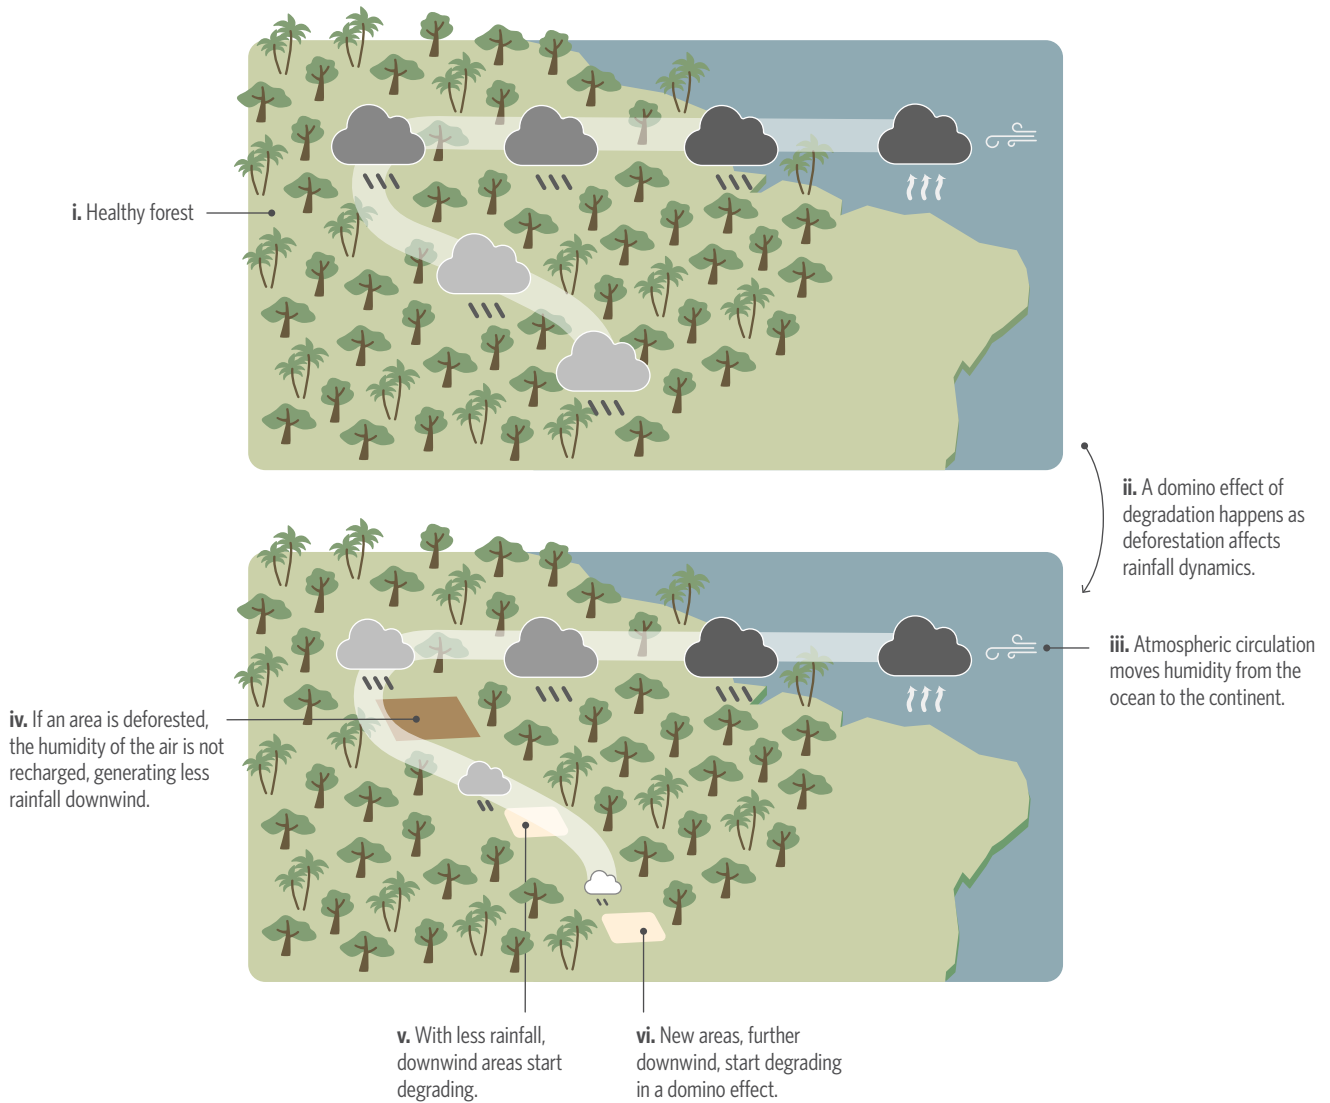 i. Healthy forest
ii. A domino effect of
degradation happens as
deforestation affects
rainfall dynamics.
iii. Atmospheric circulation
moves humidity from the
ocean to the continent.
iv. If an area is deforested,
the humidity of the air is not
recharged, generating less
rainfall downwind.
v. With less rainfall,
downwind areas start
degrading.
vi. New areas, further
downwind, start degrading
in a domino effect.